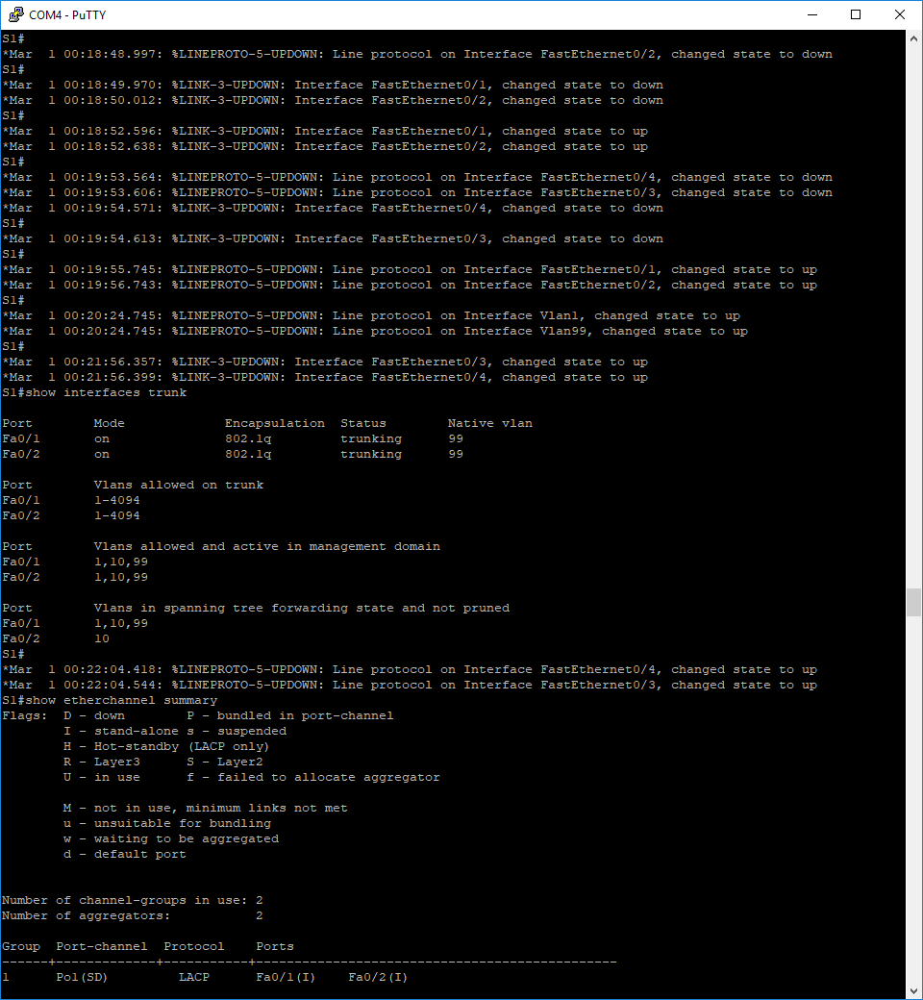 COM4 - PuTTY
S1#
*Mar  1 00:18:48.997: %LINEPROTO-5-UPDOWN: Line protocol on Interface FastEthernet0/2, changed state to down
S1#
*Mar  1 00:18:49.970: %LINK-3-UPDOWN: Interface FastEthernet0/1, changed state to down
*Mar  1 00:18:50.012: %LINK-3-UPDOWN: Interface FastEthernet0/2, changed state to down
S1#
*Mar  1 00:18:52.596: %LINK-3-UPDOWN: Interface FastEthernet0/1, changed state to up
*Mar  1 00:18:52.638: %LINK-3-UPDOWN: Interface FastEthernet0/2, changed state to up
S1#
*Mar  1 00:19:53.564: %LINEPROTO-5-UPDOWN: Line protocol on Interface FastEthernet0/4, changed state to down
*Mar  1 00:19:53.606: %LINEPROTO-5-UPDOWN: Line protocol on Interface FastEthernet0/3, changed state to down
*Mar  1 00:19:54.571: %LINK-3-UPDOWN: Interface FastEthernet0/4, changed state to down
S1#
*Mar  1 00:19:54.613: %LINK-3-UPDOWN: Interface FastEthernet0/3, changed state to down
S1#
*Mar  1 00:19:55.745: %LINEPROTO-5-UPDOWN: Line protocol on Interface FastEthernet0/1, changed state to up
*Mar  1 00:19:56.743: %LINEPROTO-5-UPDOWN: Line protocol on Interface FastEthernet0/2, changed state to up
S1#
*Mar  1 00:20:24.745: %LINEPROTO-5-UPDOWN: Line protocol on Interface Vlan1, changed state to up
*Mar  1 00:20:24.745: %LINEPROTO-5-UPDOWN: Line protocol on Interface Vlan99, changed state to up
S1#
*Mar  1 00:21:56.357: %LINK-3-UPDOWN: Interface FastEthernet0/3, changed state to up
*Mar  1 00:21:56.399: %LINK-3-UPDOWN: Interface FastEthernet0/4, changed state to up
S1#show interfaces trunk
Port        Mode             Encapsulation  Status        Native vlan
Fa0/1       on               802.1q         trunking      99
Fa0/2       on               802.1q         trunking      99
Port        Vlans allowed on trunk
Fa0/1       1-4094
Fa0/2       1-4094
Port        Vlans allowed and active in management domain
Fa0/1       1,10,99
Fa0/2       1,10,99
Port        Vlans in spanning tree forwarding state and not pruned
Fa0/1       1,10,99
Fa0/2       10
S1#
*Mar  1 00:22:04.418: %LINEPROTO-5-UPDOWN: Line protocol on Interface FastEthernet0/4, changed state to up
*Mar  1 00:22:04.544: %LINEPROTO-5-UPDOWN: Line protocol on Interface FastEthernet0/3, changed state to up
S1#show etherchannel summary
Flags:  D - down        P - bundled in port-channel
        I - stand-alone s - suspended
        H - Hot-standby (LACP only)
        R - Layer3      S - Layer2
        U - in use      f - failed to allocate aggregator
        M - not in use, minimum links not met
        u - unsuitable for bundling
        w - waiting to be aggregated
        d - default port
Number of channel-groups in use: 2
Number of aggregators:           2
Group  Port-channel  Protocol    Ports
------+-------------+-----------+-----------------------------------------------
1      Po1(SD)         LACP      Fa0/1(I)    Fa0/2(I)